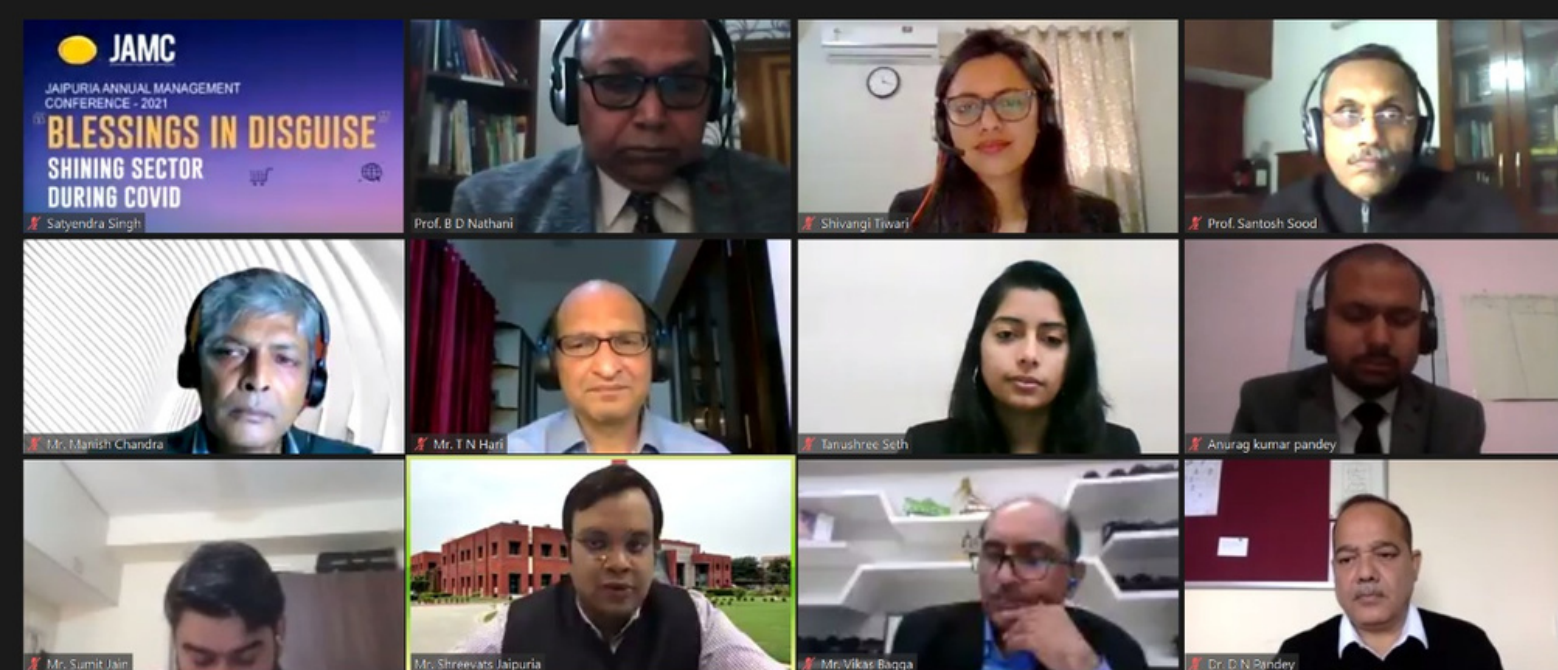 JAMC
JAIPURIA ANNUAL MANAGEMENT
CONFERENCE - 2021
"BLESSINGS IN DISGUISE"
SHINING SECTOR
DURING COVID
Satyendra Singh
Prof. B D Nathani
Shivangi Tiwari
Prof. Santosh Sood
Mr. Manish Chandra
Mr. T N Hari
Tanushree Seth
Anurag kumar pandey
Mr. Sumit Jain
Mr. Shreevats Jaipuria
Mr. Vikas Bagga
Dr. D N Pandey